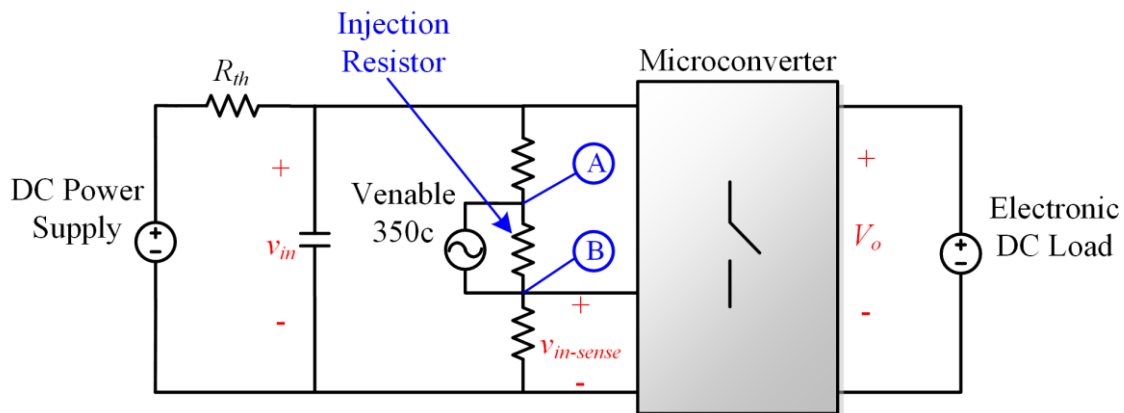 Injection
Resistor
Microconverter
R_th
+
A
+
DC Power
Supply
Venable
350c
Electronic
DC Load
+
-
v_in
B
V_o
+
-
+
-
-
v_in-sense
-